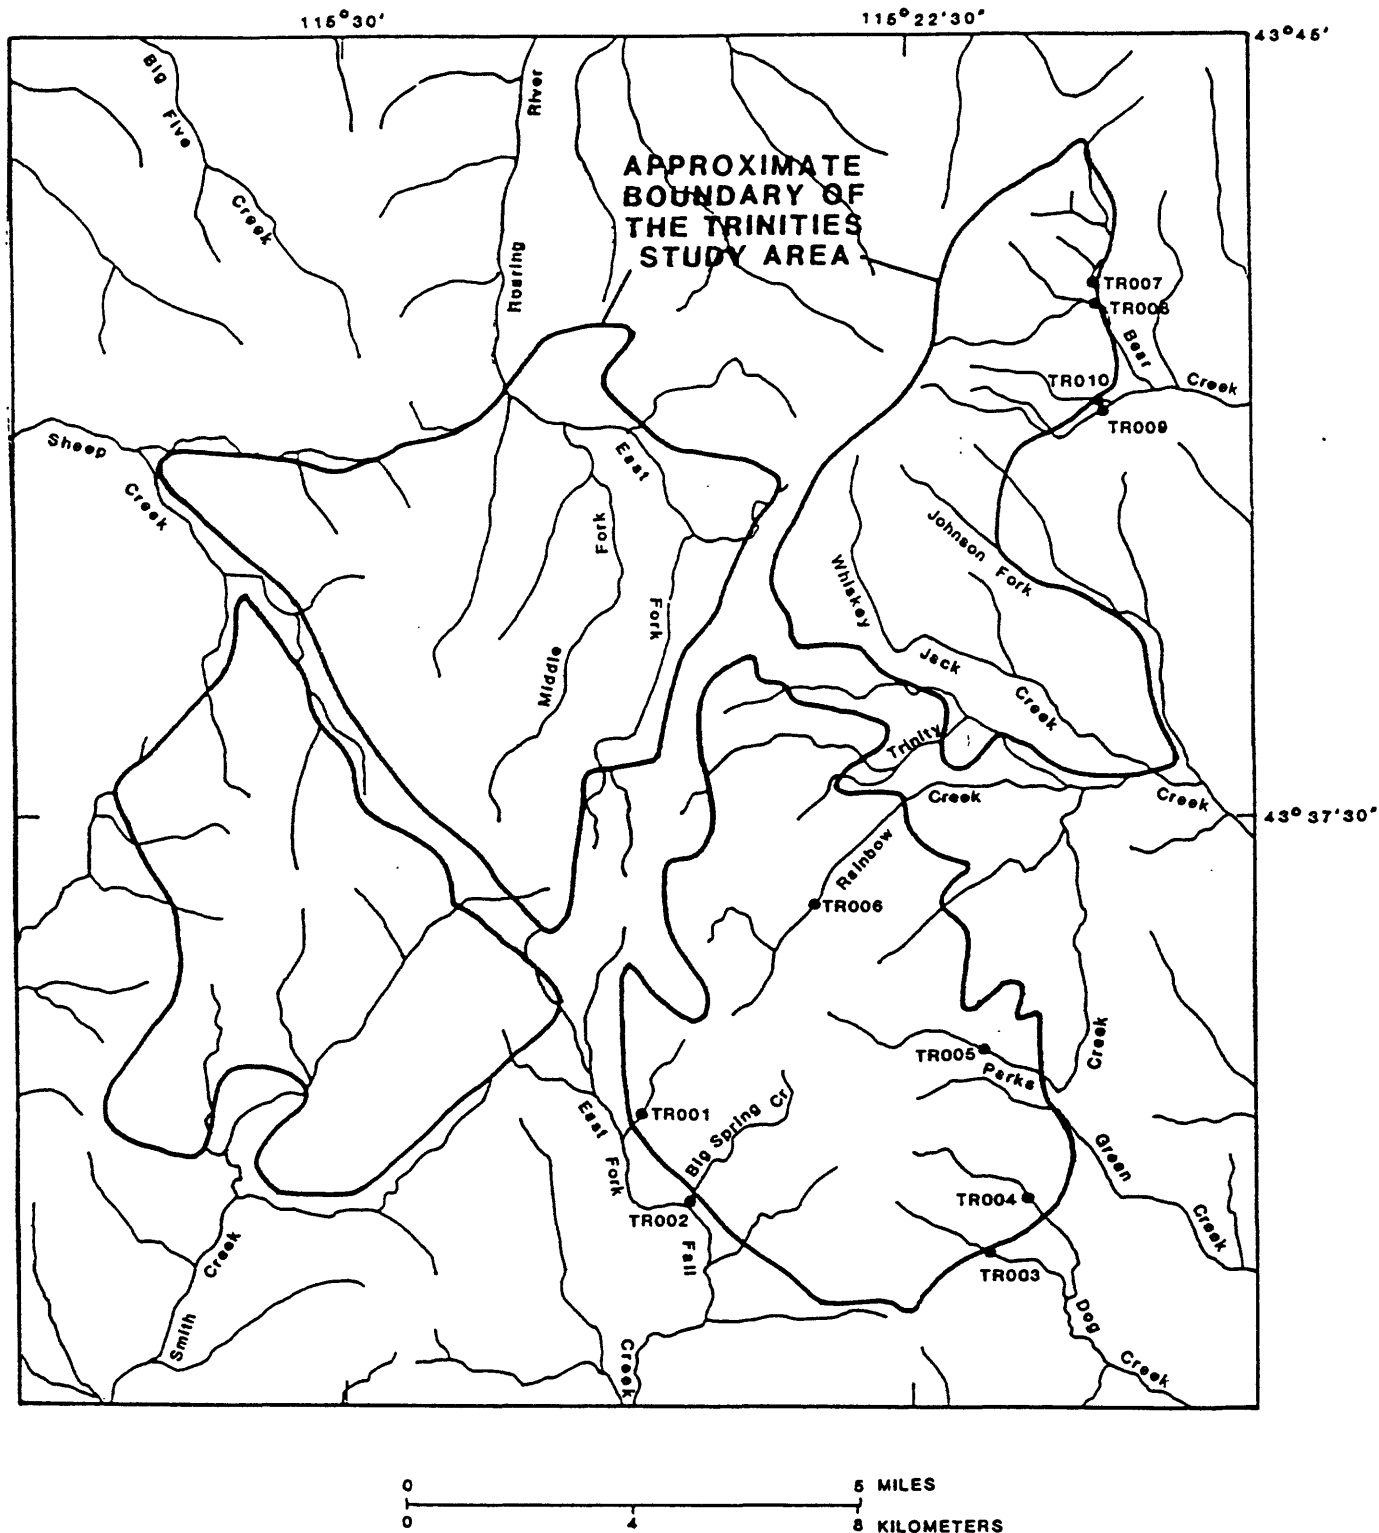 115°30'
115°22'30"
43°45'
Big
Five
Creek
River
Roaring
APPROXIMATE
BOUNDARY OF
THE TRINITIES
STUDY AREA
TR007
TR008
Bear
Creek
TR010
TR009
Sheep
Creek
East
Fork
Fork
Middle
Johnson Fork
Whiskey
Jack
Creek
Trinity
Creek
Creek
43°37'30"
Rainbow
TR006
TR005
Parks
Creek
TR001
Big Spring Cr
East
Fork
TR002
Fall
Creek
TR004
TR003
Green
Creek
Dog
Creek
Smith
Creek
0 5 MILES
0 4 8 KILOMETERS